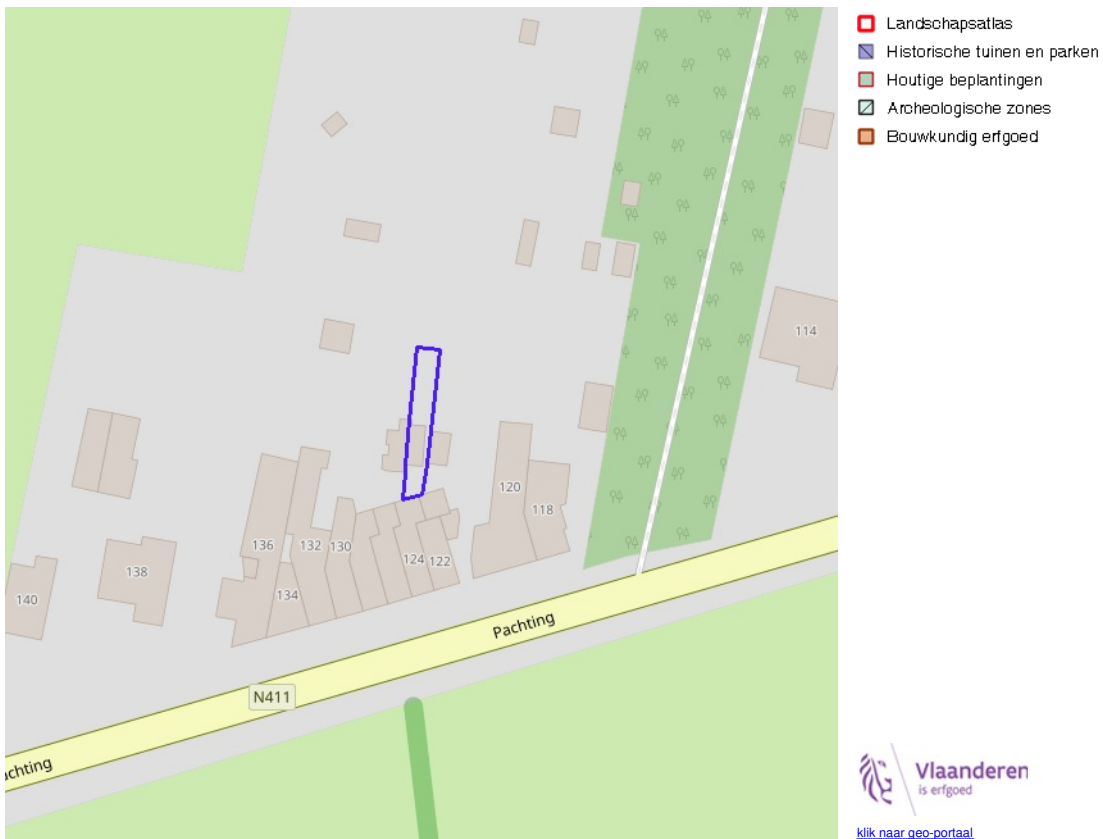 Landschapsatlas
Historische tuinen en parken
Houtige beplantingen
Archeologische zones
Bouwkundig erfgoed
114
120
118
136
132
130
124
122
138
134
140
Pachting
N411
achting
Vlaanderen
is erfgoed
klik naar geo-portaal